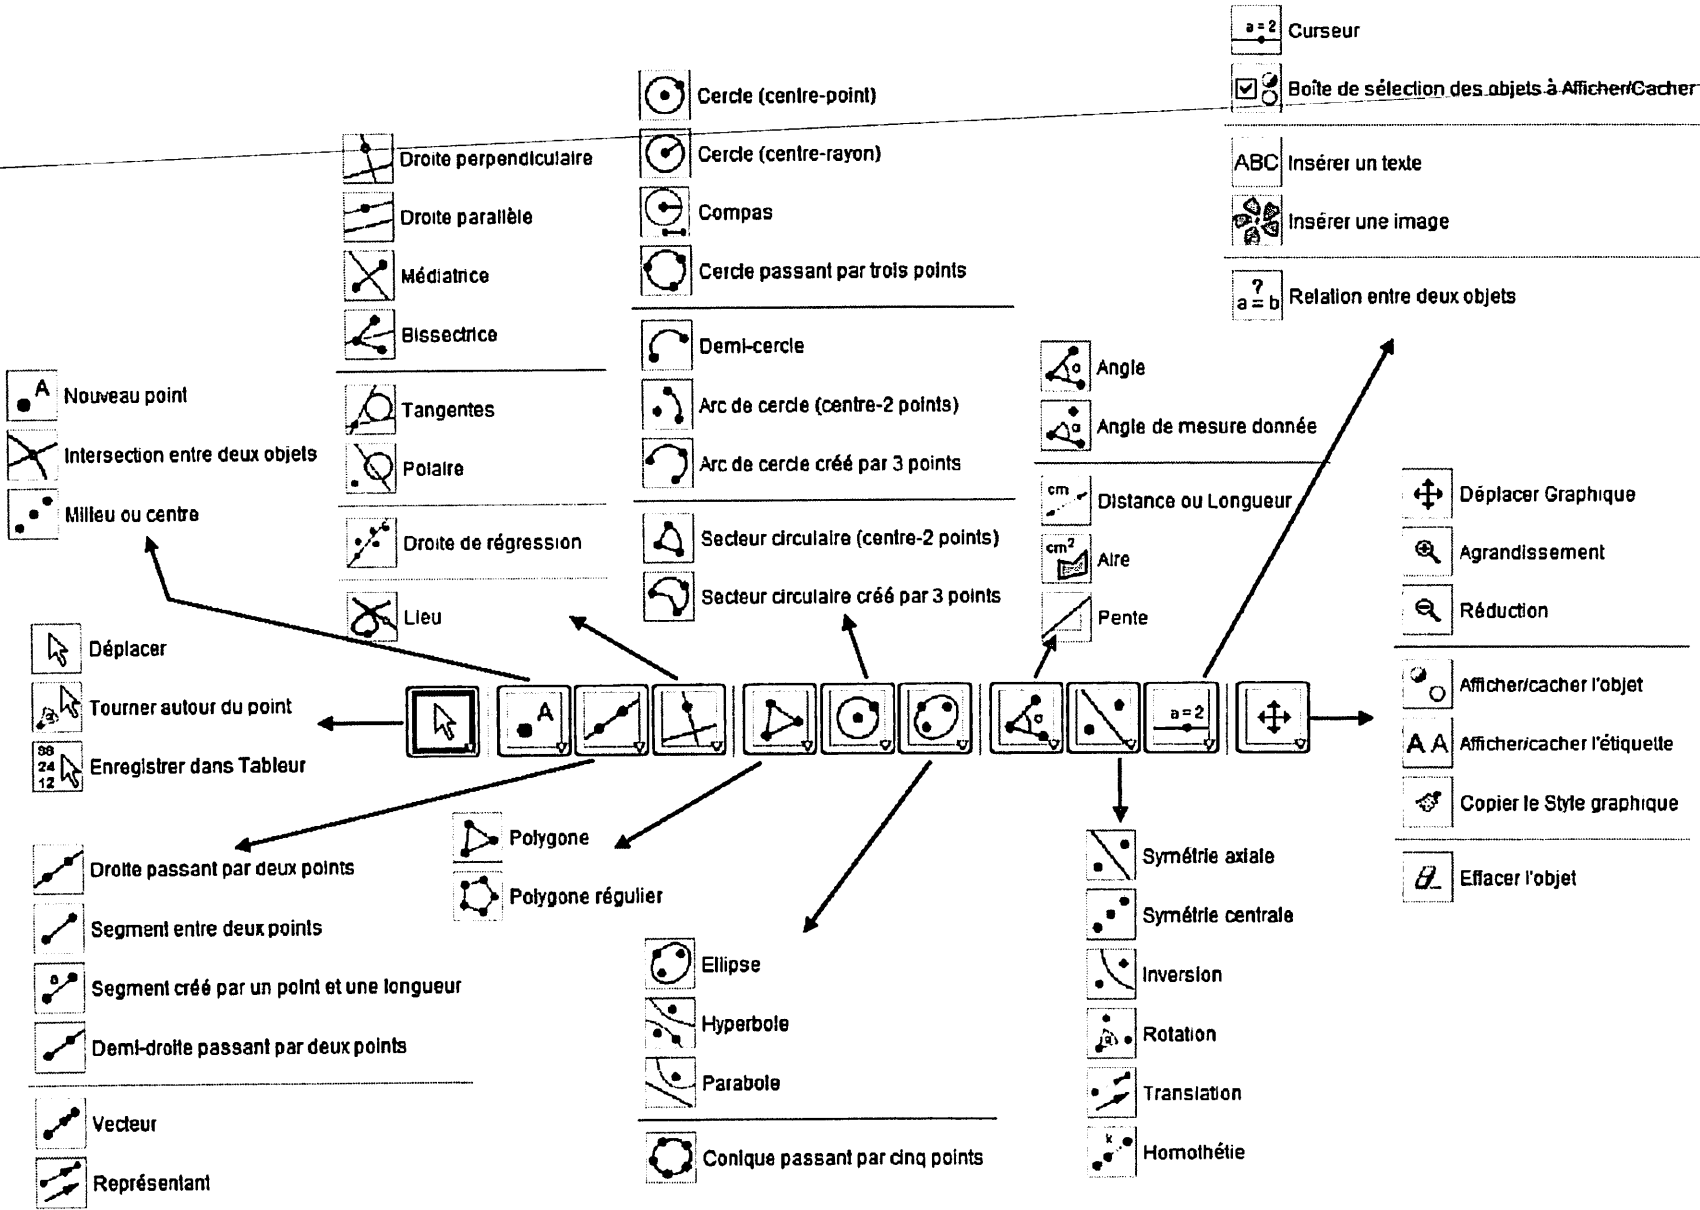 a = 2 Curseur
Boîte de sélection des objets à Afficher/Cacher
ABC Insérer un texte
Insérer une image
?
a = b Relation entre deux objets
Cercle (centre-point)
Cercle (centre-rayon)
Compas
Cercle passant par trois points
Demi-cercle
Arc de cercle (centre-2 points)
Arc de cercle créé par 3 points
Secteur circulaire (centre-2 points)
Secteur circulaire créé par 3 points
Droite perpendiculaire
Droite parallèle
Médiatrice
Bissectrice
Tangentes
Polaire
Droite de régression
Lieu
A Nouveau point
Intersection entre deux objets
Milieu ou centre
α Angle
α Angle de mesure donnée
cm Distance ou Longueur
cm² Aire
Pente
Déplacer Graphique
Agrandissement
Réduction
Afficher/cacher l'objet
A A Afficher/cacher l'étiquette
Copier le Style graphique
Effacer l'objet
Déplacer
Tourner autour du point
88
24
12
Enregistrer dans Tableur
A
α
a = 2
Droite passant par deux points
Segment entre deux points
a Segment créé par un point et une longueur
Demi-droite passant par deux points
Vecteur
Représentant
Polygone
Polygone régulier
Ellipse
Hyperbole
Parabole
Conique passant par cinq points
Symétrie axiale
Symétrie centrale
Inversion
Rotation
Translation
k Homothétie